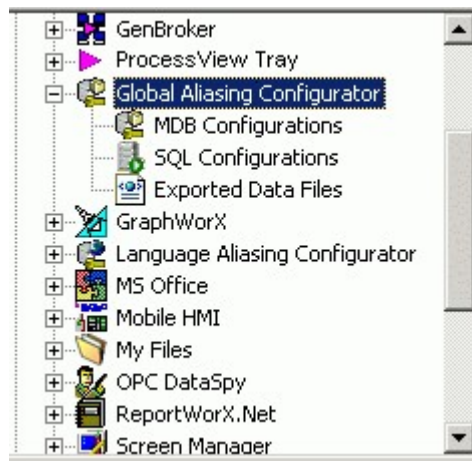 GenBroker
ProcessView Tray
Global Aliasing Configurator
MDB Configurations
SQL Configurations
Exported Data Files
GraphWorX
Language Aliasing Configurator
MS Office
Mobile HMI
My Files
OPC DataSpy
ReportWorX.Net
Screen Manager